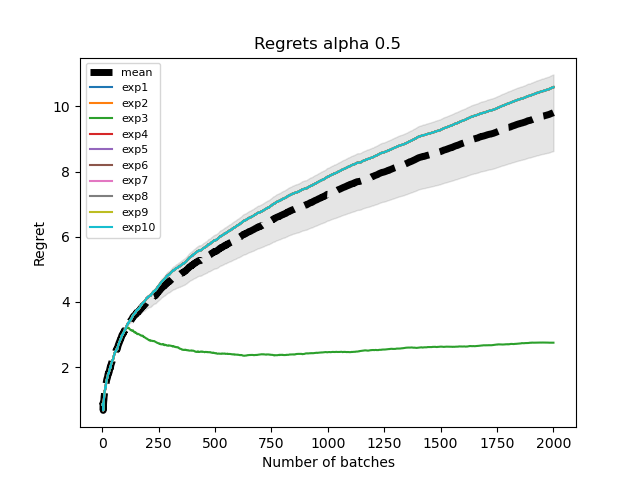 Regrets alpha 0.5
Regret
10
8
6
4
2
mean
exp1
exp2
exp3
exp4
exp5
exp6
exp7
exp8
exp9
exp10
0 250 500 750 1000 1250 1500 1750 2000
Number of batches